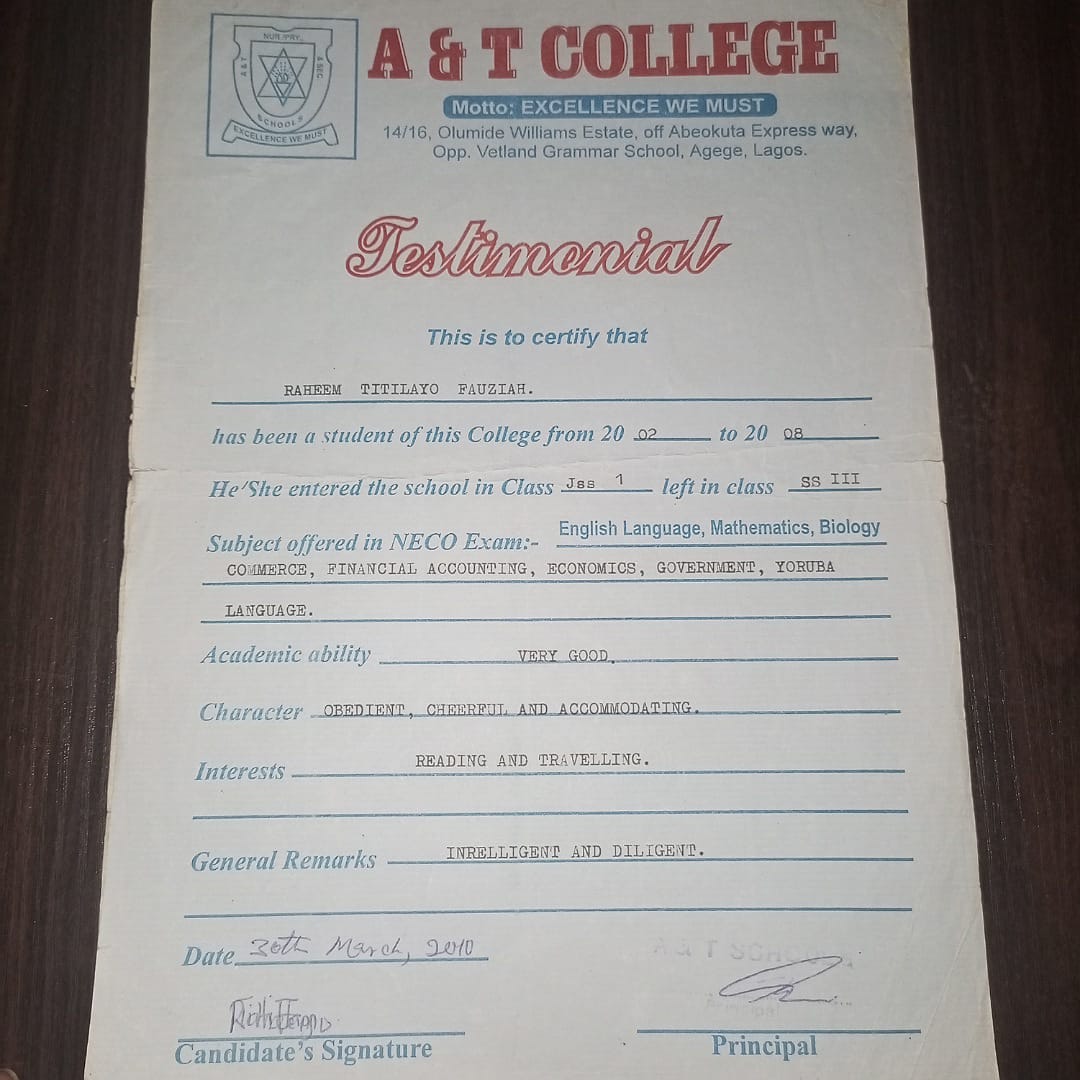 NUR./PRY.,
A & T
& SEC.
SCHOOLS
EXCELLENCE WE MUST
A & T COLLEGE
Motto: EXCELLENCE WE MUST
14/16, Olumide Williams Estate, off Abeokuta Express way,
Opp. Vetland Grammar School, Agege, Lagos.
Testimonial
This is to certify that
RAHEEM TITILAYO FAUZIAH.
has been a student of this College from 20 02 to 20 08
He/She entered the school in Class Jss 1 left in class SS III
Subject offered in NECO Exam:- English Language, Mathematics, Biology
COMMERCE, FINANCIAL ACCOUNTING, ECONOMICS, GOVERNMENT, YORUBA
LANGUAGE.
Academic ability VERY GOOD.
Character OBEDIENT, CHEERFUL AND ACCOMMODATING.
Interests READING AND TRAVELLING.
General Remarks INRELLIGENT AND DILIGENT.
Date 30th March, 2010
A & T
Candidate's Signature
Principal